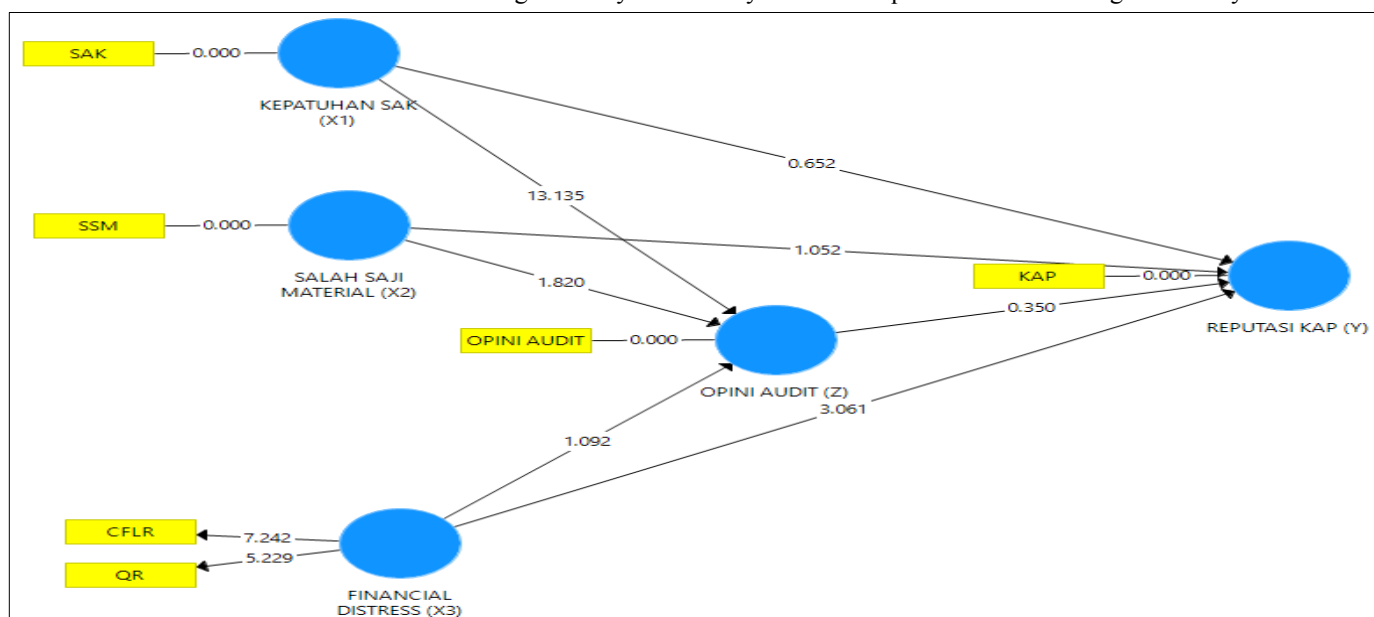 SAK
0.000
KEPATUHAN SAK
(X1)
0.652
13.135
SSM
0.000
SALAH SAJI
MATERIAL (X2)
1.052
1.820
KAP
0.000
REPUTASI KAP (Y)
0.350
OPINI AUDIT
0.000
OPINI AUDIT (Z)
3.061
1.092
CFLR
7.242
QR
5.229
FINANCIAL
DISTRESS (X3)